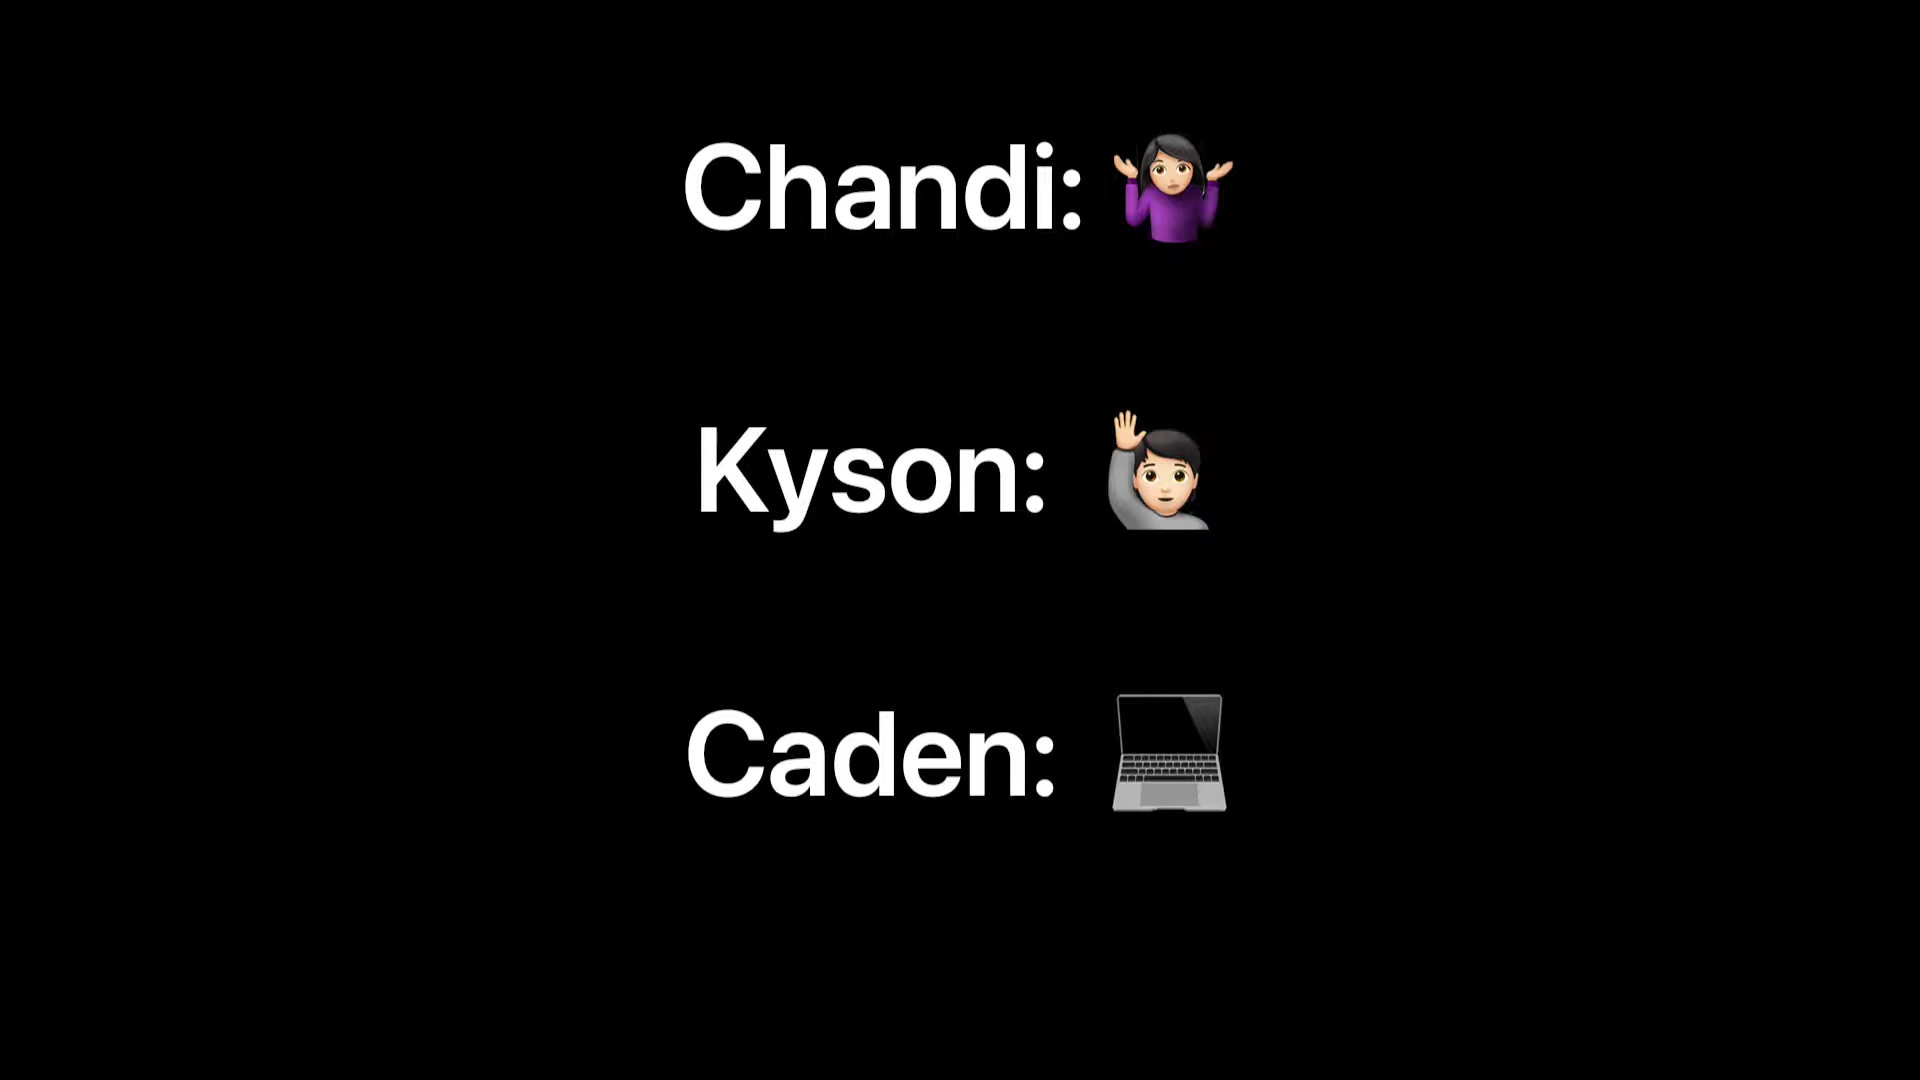 Chandi: 🤷🏻‍♀️
Kyson: 🙋🏻
Caden: 💻